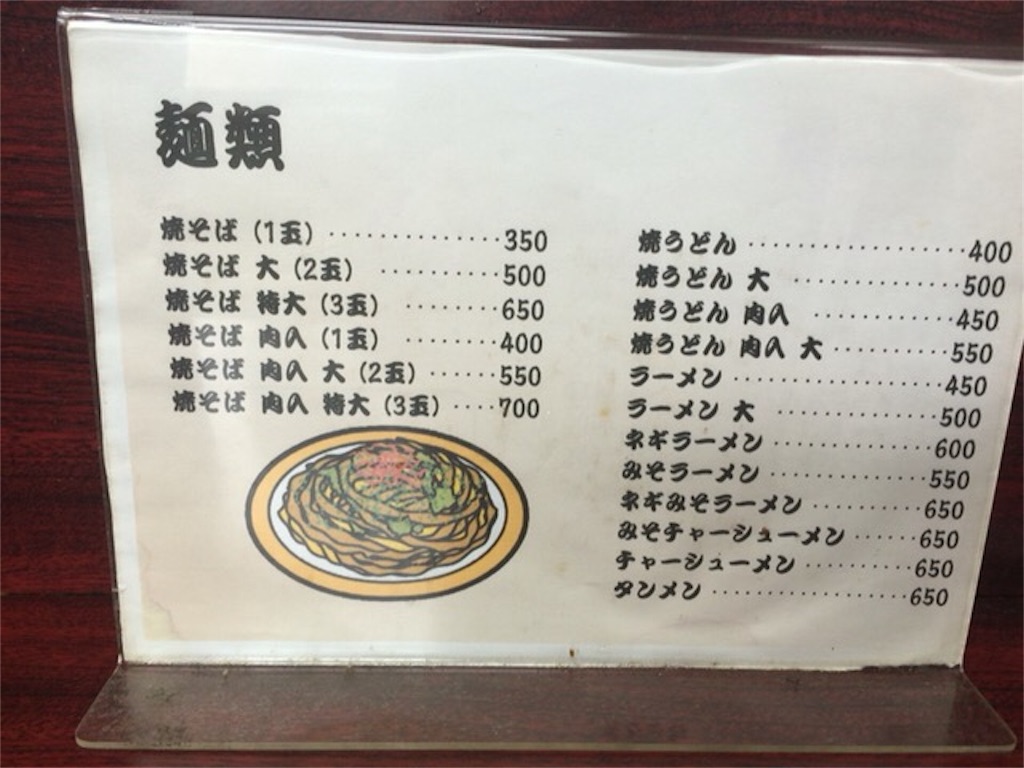 麺類
焼そば（1玉）‥‥‥‥‥‥350
焼そば 大（2玉）‥‥‥‥‥500
焼そば 特大（3玉）‥‥‥‥650
焼そば 肉入（1玉）‥‥‥‥400
焼そば 肉入 大（2玉）‥‥‥550
焼そば 肉入 特大（3玉）‥‥700
焼うどん‥‥‥‥‥‥‥‥‥400
焼うどん 大‥‥‥‥‥‥‥500
焼うどん 肉入‥‥‥‥‥‥450
焼うどん 肉入 大‥‥‥‥‥550
ラーメン‥‥‥‥‥‥‥‥‥450
ラーメン 大‥‥‥‥‥‥‥500
ネギラーメン‥‥‥‥‥‥‥600
みそラーメン‥‥‥‥‥‥‥550
ネギみそラーメン‥‥‥‥‥650
みそチャーシューメン‥‥‥650
チャーシューメン‥‥‥‥‥650
タンメン‥‥‥‥‥‥‥‥‥650